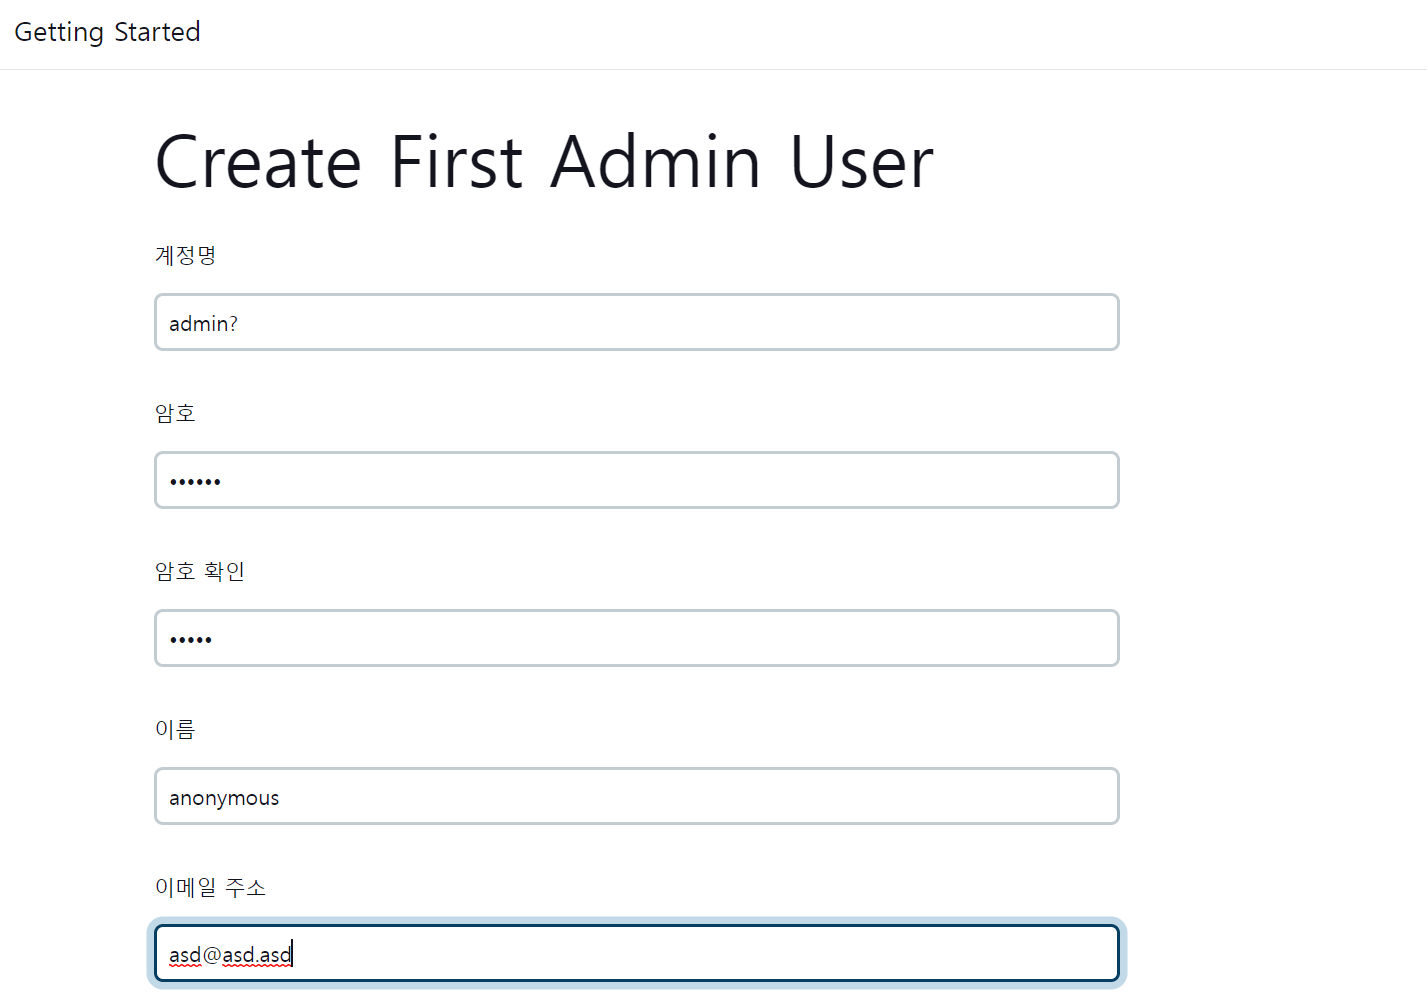 Getting Started
Create First Admin User
계정명
admin?
암호
••••••
암호 확인
•••••
이름
anonymous
이메일 주소
asd@asd.asd